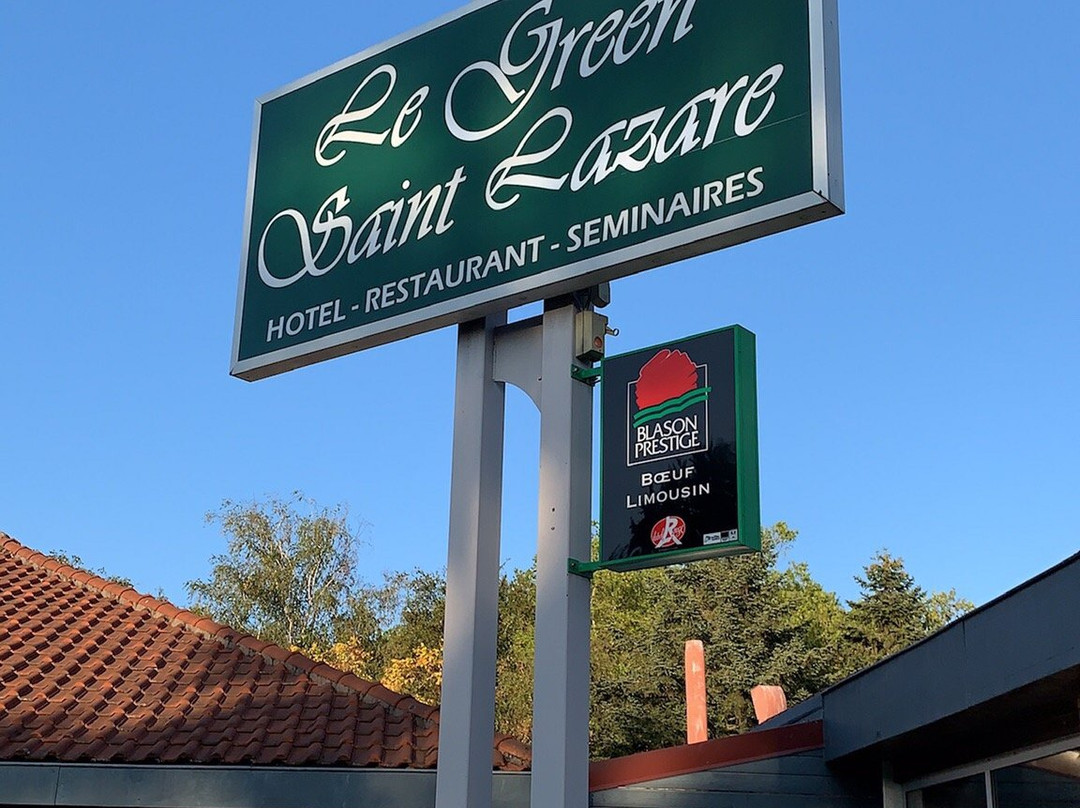 Le Green
Saint Lazare
HOTEL - RESTAURANT - SEMINAIRES
BLASON
PRESTIGE
BŒUF
LIMOUSIN